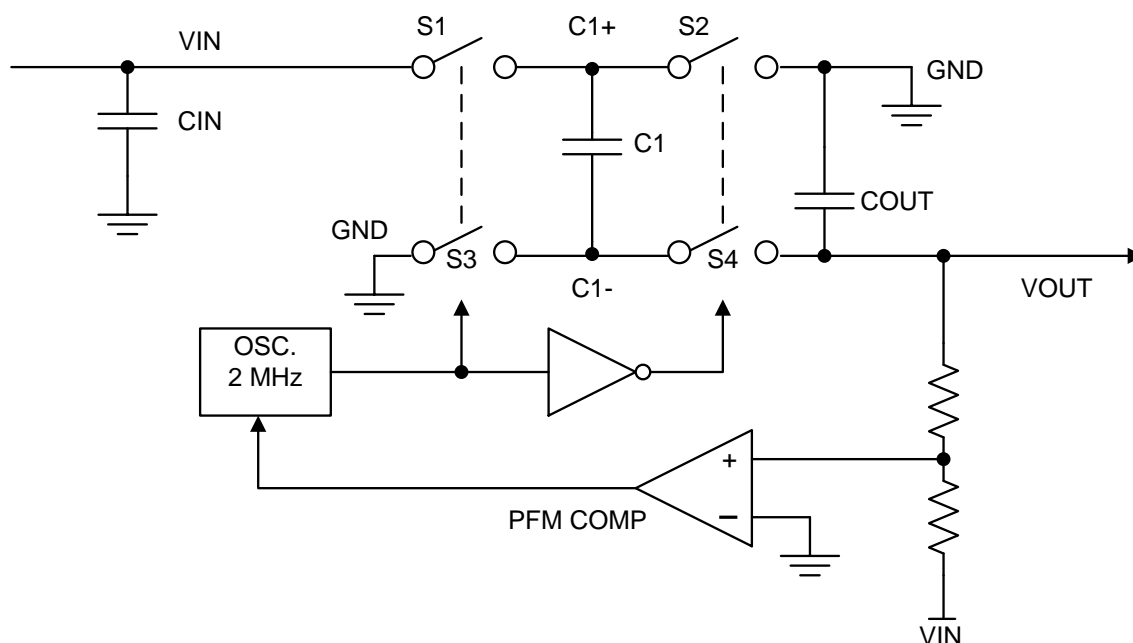 S1
C1+
S2
VIN
GND
CIN
C1
COUT
GND
S3
S4
C1-
VOUT
OSC.
2 MHz
+
PFM COMP
−
VIN